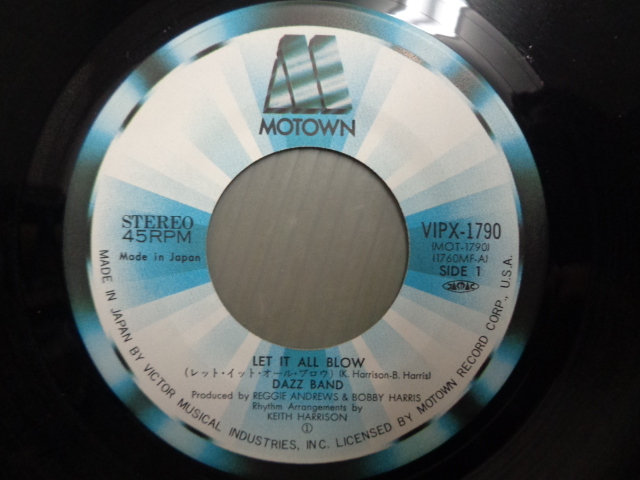 MOTOWN
STEREO
45RPM
Made in Japan
VIPX-1790
(MOT-1790)
(1760MF-A)
SIDE 1
LET IT ALL BLOW
(レット・イット・オール・ブロウ) (K. Harrison-B. Harris)
DAZZ BAND
Produced by REGGIE ANDREWS & BOBBY HARRIS
Rhythm Arrangements by
KEITH HARRISON
①
MADE IN JAPAN BY VICTOR MUSICAL INDUSTRIES, INC. LICENSED BY MOTOWN RECORD CORP., U.S.A.